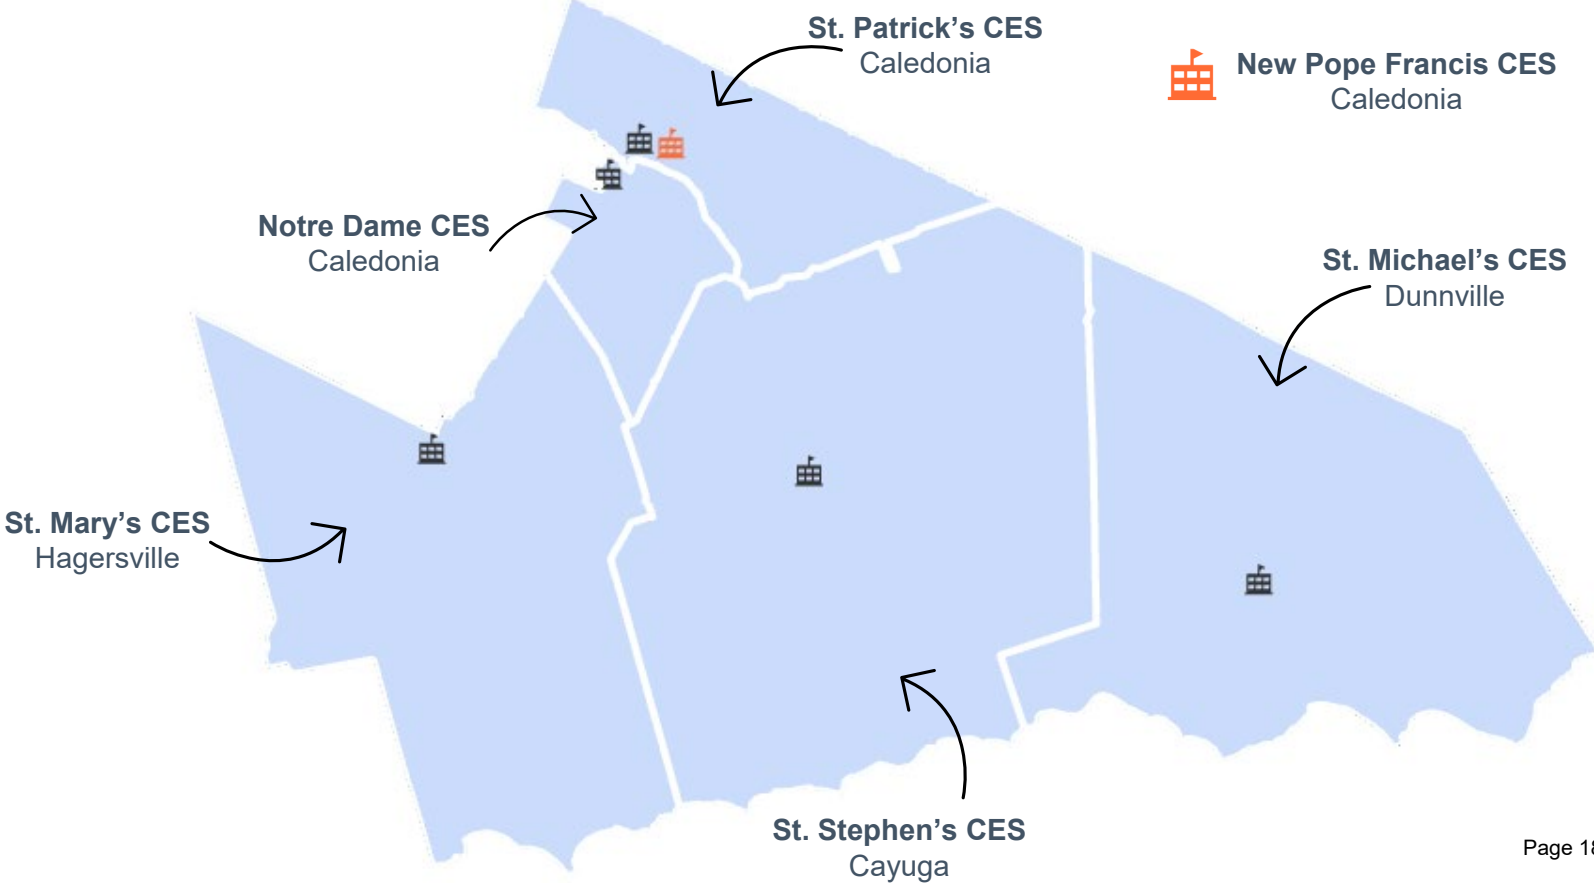 St. Patrick’s CES
Caledonia
New Pope Francis CES
Caledonia
Notre Dame CES
Caledonia
St. Michael’s CES
Dunnville
St. Mary’s CES
Hagersville
St. Stephen’s CES
Cayuga
Page 18